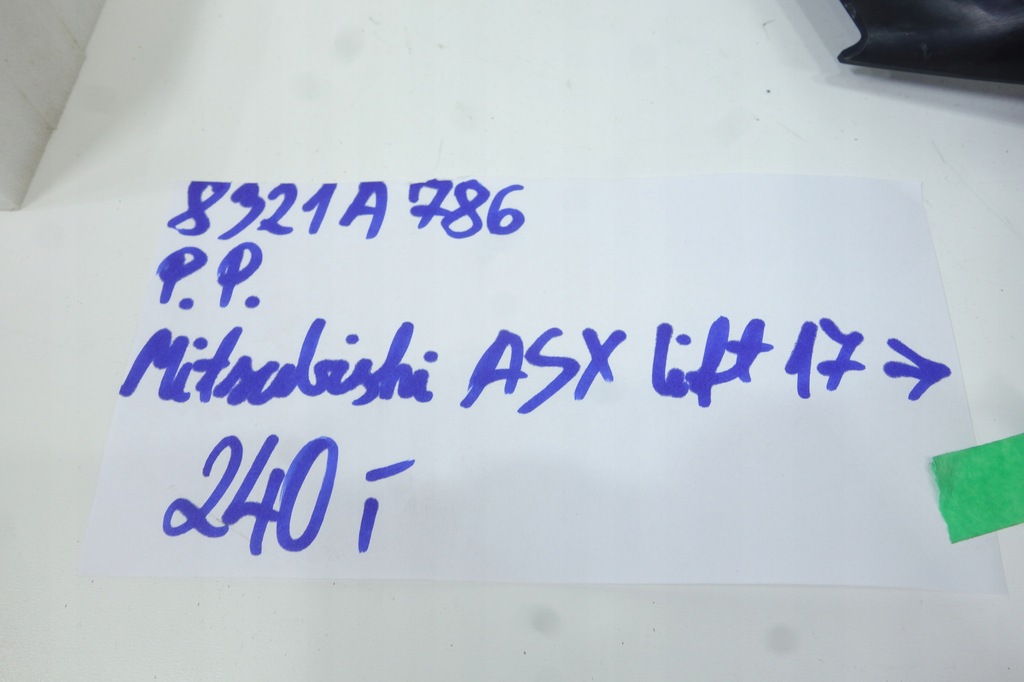 8321A786
P.P.
Mitsubishi ASX lift 17 →
240 i